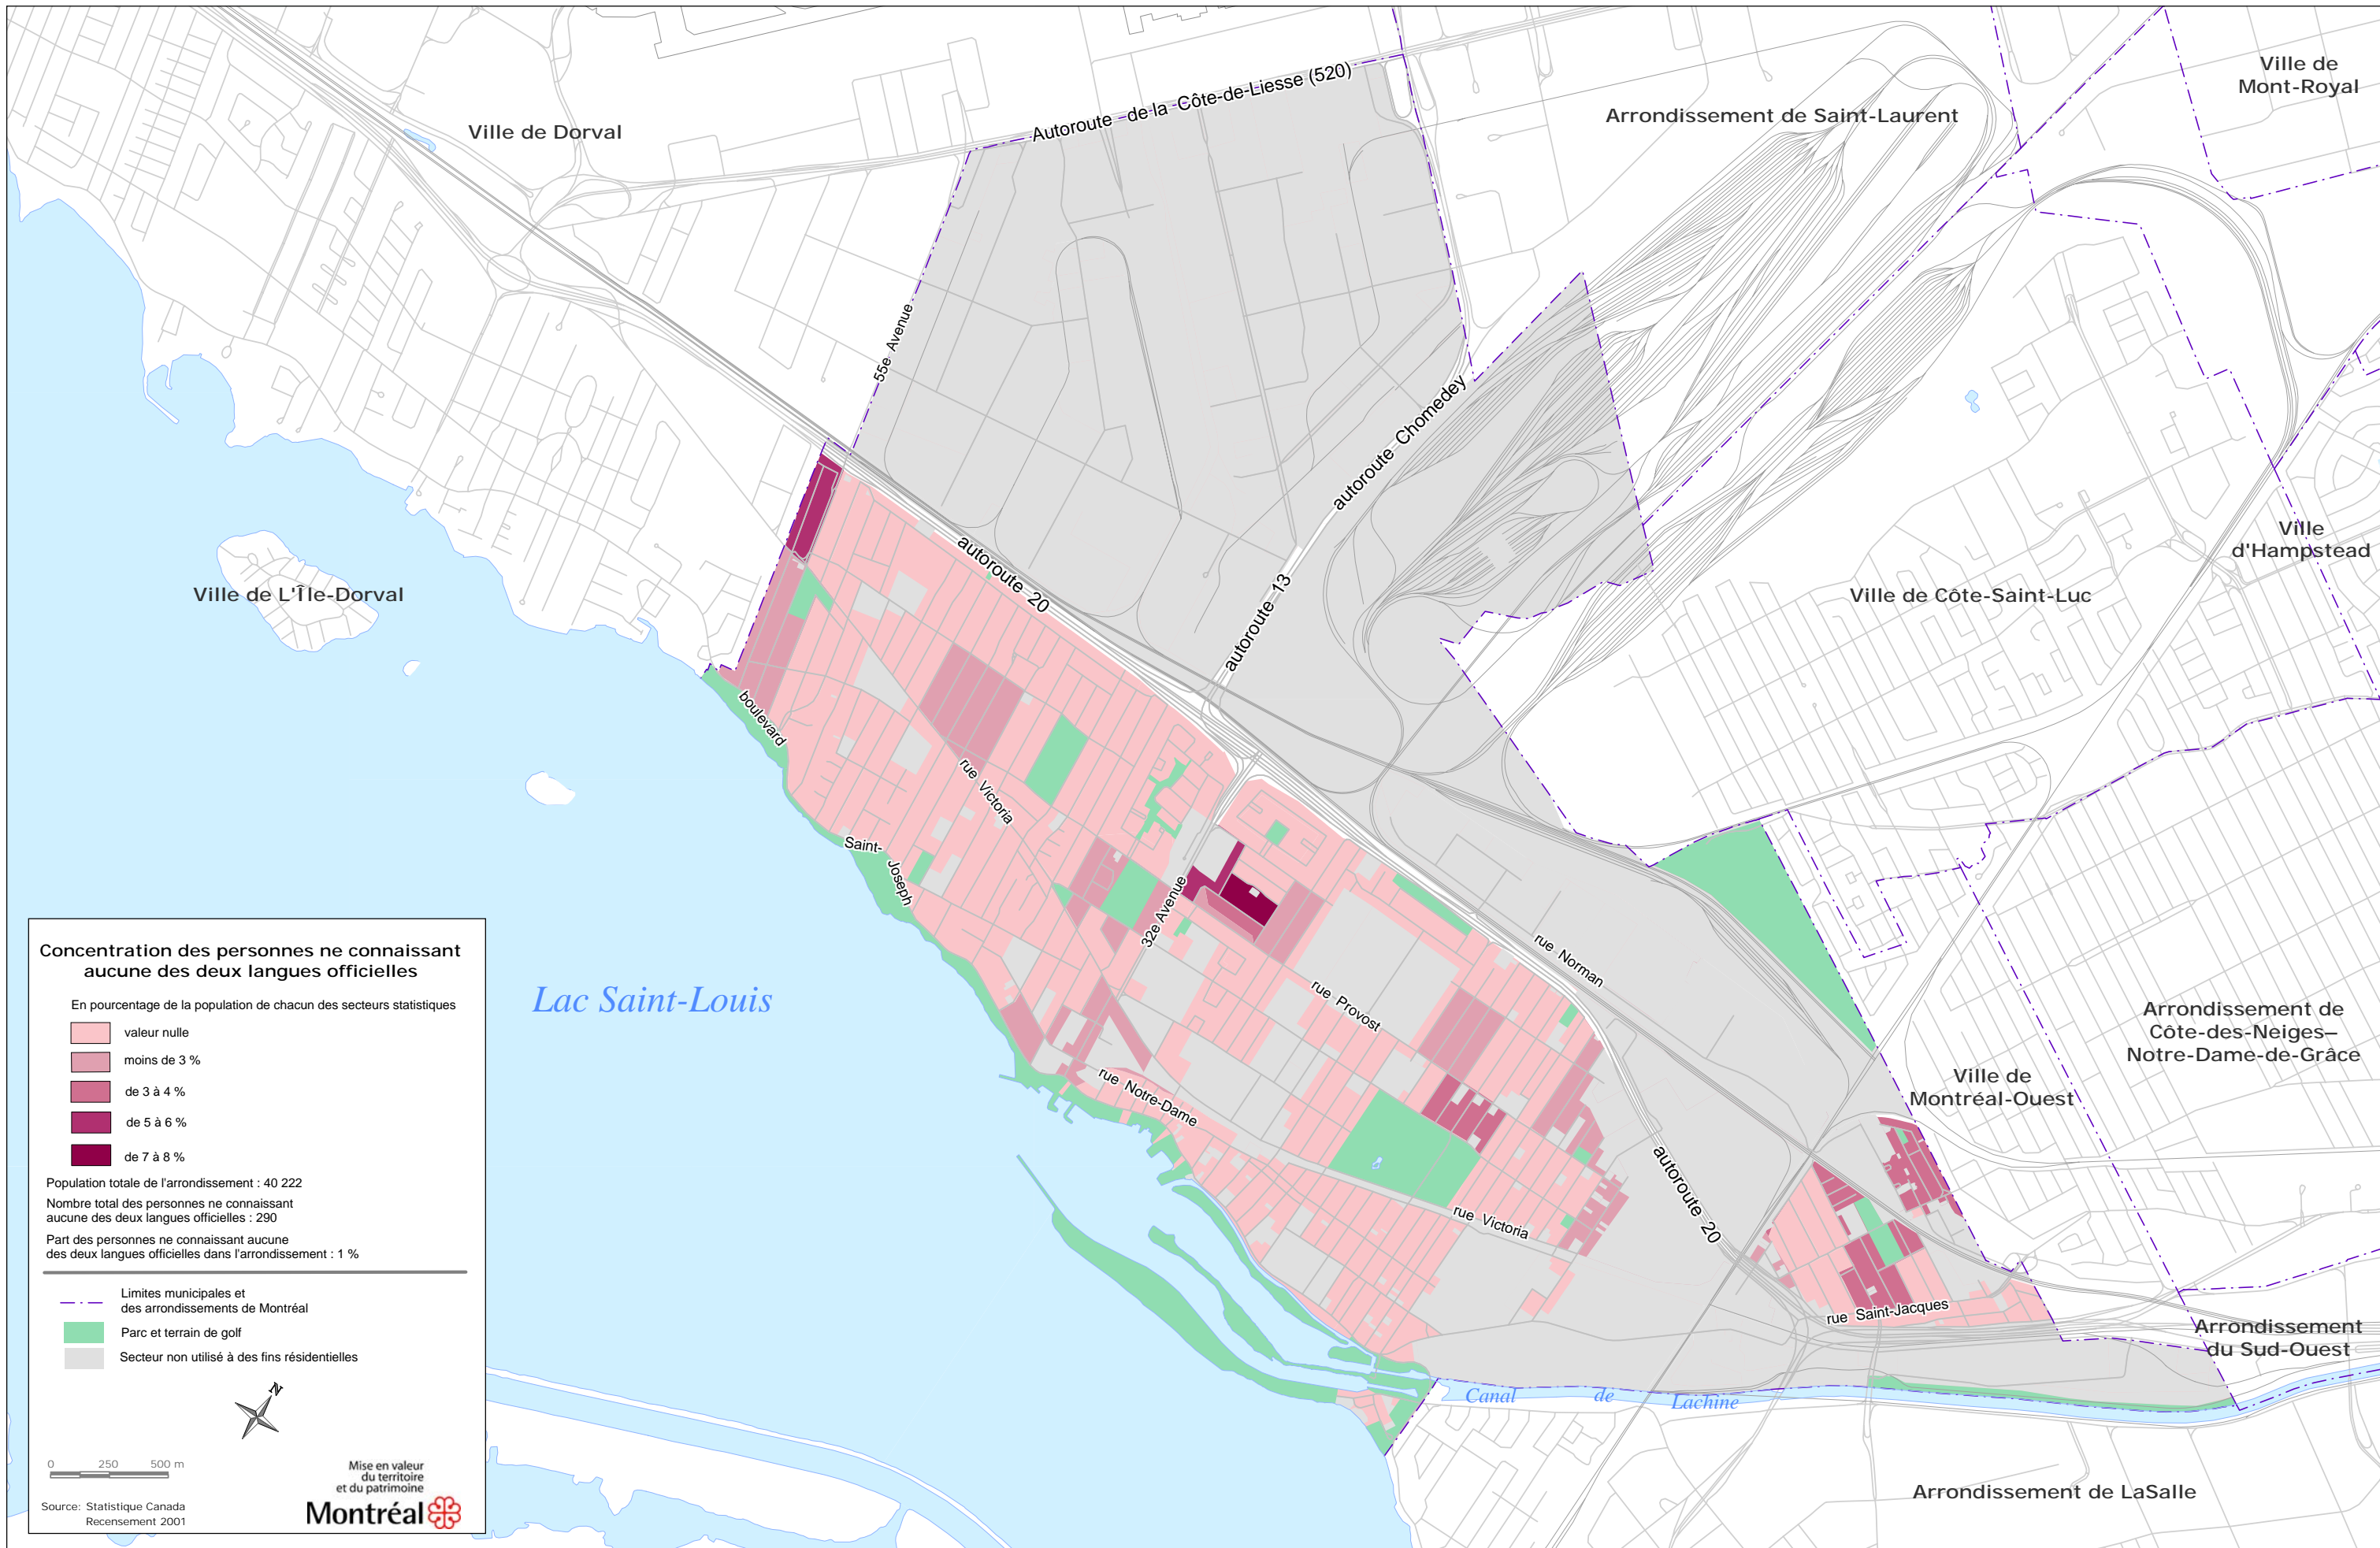 Ville de
Mont-Royal
Autoroute de la Côte-de-Liesse (520)
Arrondissement de Saint-Laurent
Ville de Dorval
55e Avenue
autoroute Chomedey
Ville
d'Hampstead
autoroute 20
Ville de L'Île-Dorval
autoroute 13
Ville de Côte-Saint-Luc
boulevard
rue Victoria
Saint-
Joseph
32e Avenue
rue Norman
Lac Saint-Louis
rue Provost
Arrondissement de
Côte-des-Neiges–
Notre-Dame-de-Grâce
Ville de
Montréal-Ouest
rue Notre-Dame
autoroute 20
rue Victoria
rue Saint-Jacques
Arrondissement
du Sud-Ouest
Canal de Lachine
Arrondissement de LaSalle
Concentration des personnes ne connaissant
aucune des deux langues officielles
En pourcentage de la population de chacun des secteurs statistiques
valeur nulle
moins de 3 %
de 3 à 4 %
de 5 à 6 %
de 7 à 8 %
Population totale de l'arrondissement : 40 222
Nombre total des personnes ne connaissant
aucune des deux langues officielles : 290
Part des personnes ne connaissant aucune
des deux langues officielles dans l'arrondissement : 1 %
Limites municipales et
des arrondissements de Montréal
Parc et terrain de golf
Secteur non utilisé à des fins résidentielles
N
0 250 500 m
Mise en valeur
du territoire
et du patrimoine
Montréal
Source: Statistique Canada
Recensement 2001